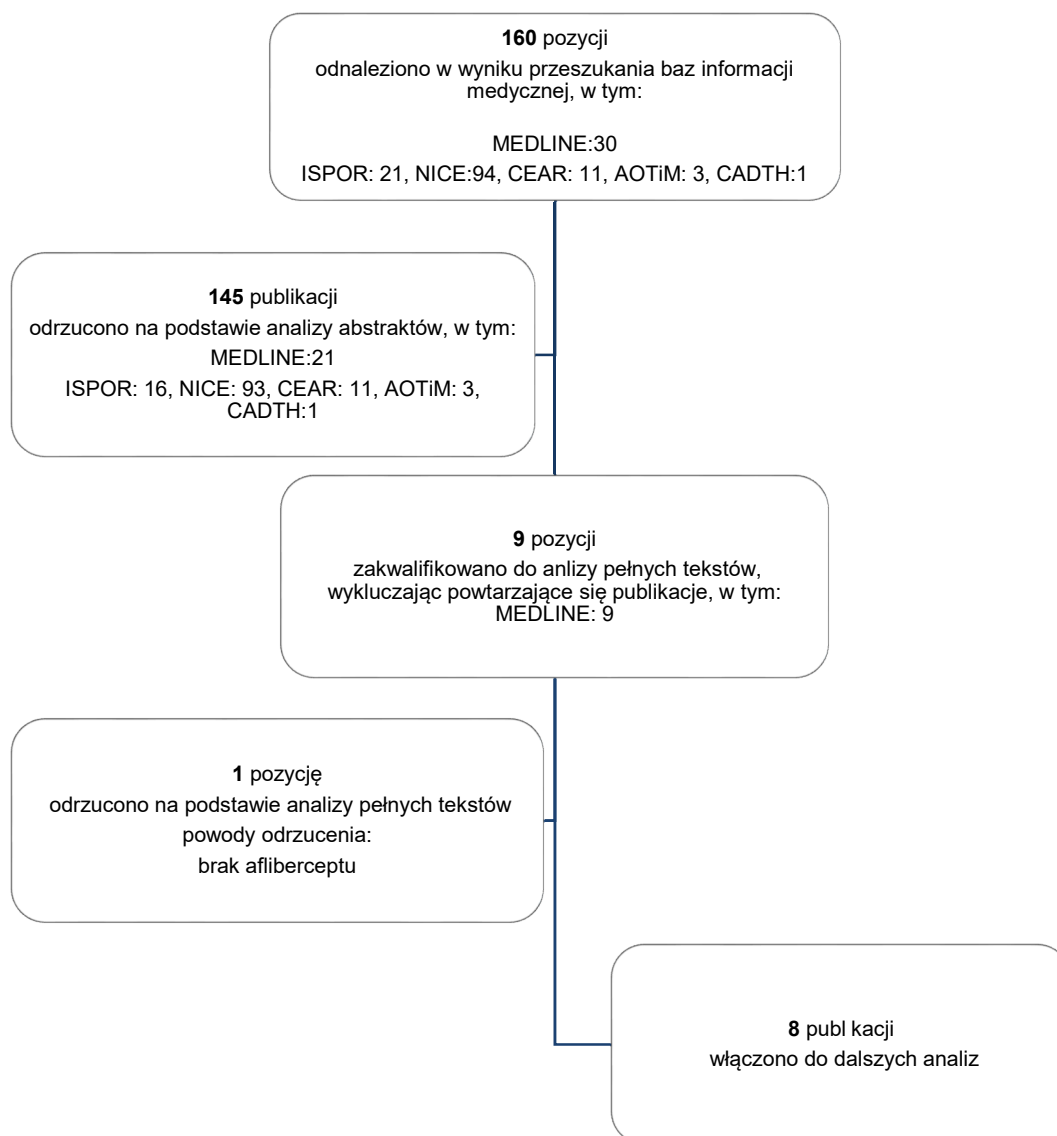 160 pozycji
odnaleziono w wyniku przeszukania baz informacji
medycznej, w tym:
MEDLINE:30
ISPOR: 21, NICE:94, CEAR: 11, AOTiM: 3, CADTH:1
145 publikacji
odrzucono na podstawie analizy abstraktów, w tym:
MEDLINE:21
ISPOR: 16, NICE: 93, CEAR: 11, AOTiM: 3,
CADTH:1
9 pozycji
zakwalifikowano do anlizy pełnych tekstów,
wykluczając powtarzające się publikacje, w tym:
MEDLINE: 9
1 pozycję
odrzucono na podstawie analizy pełnych tekstów
powody odrzucenia:
brak afliberceptu
8 publ kacji
włączono do dalszych analiz